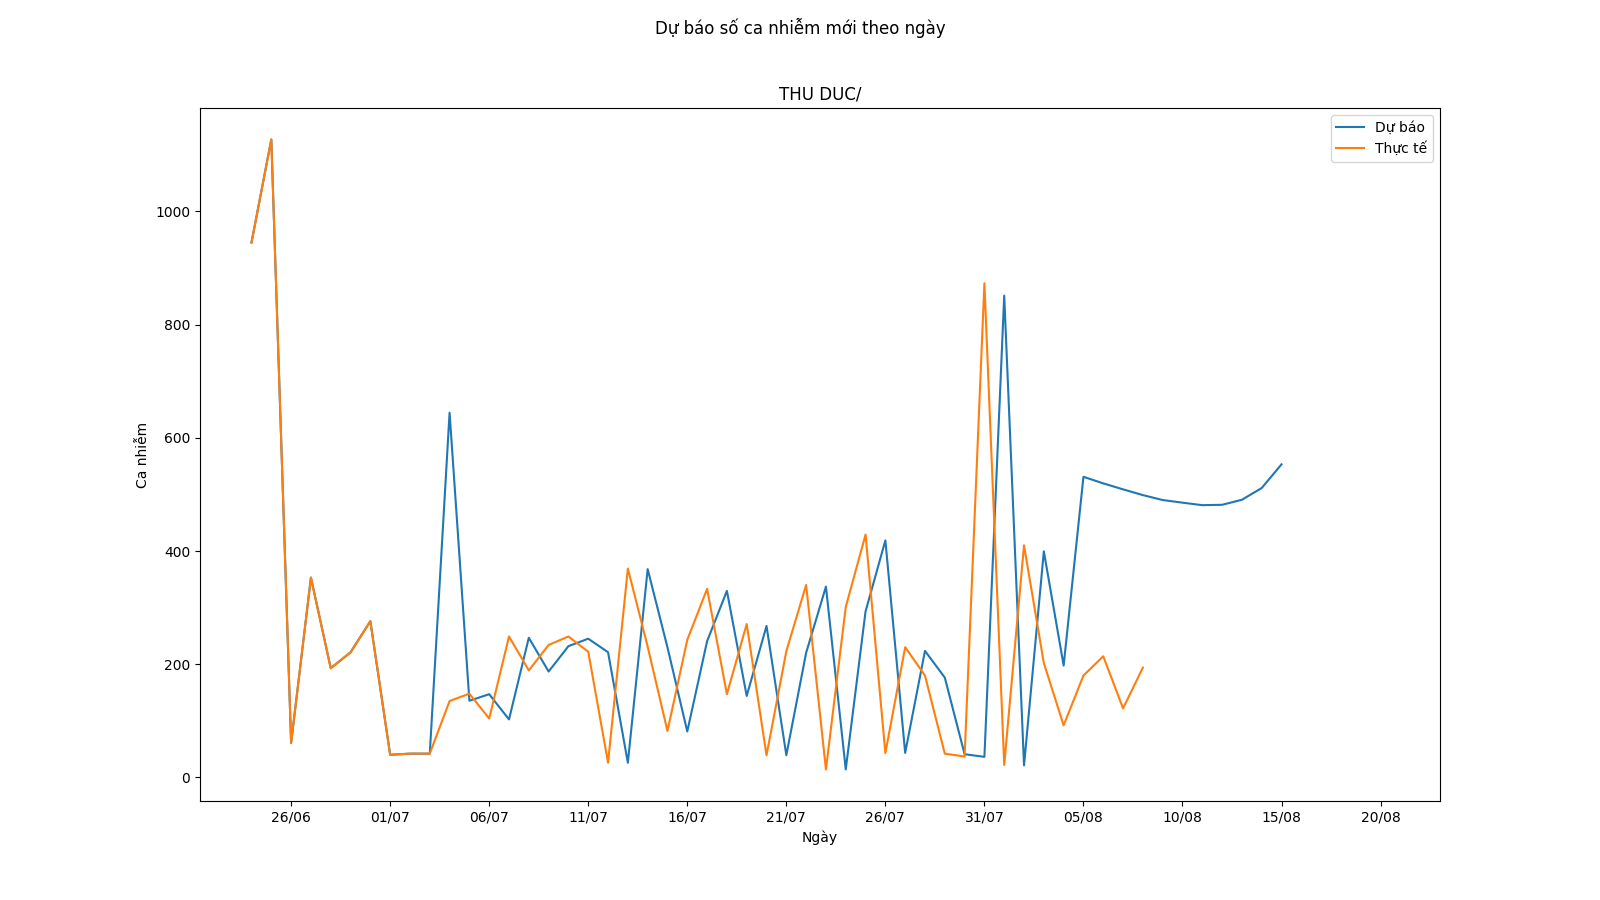 Dự báo số ca nhiễm mới theo ngày
THU DUC/
Dự báo
Thực tế
1000
800
600
400
200
0
Ca nhiễm
26/06 01/07 06/07 11/07 16/07 21/07 26/07 31/07 05/08 10/08 15/08 20/08
Ngày